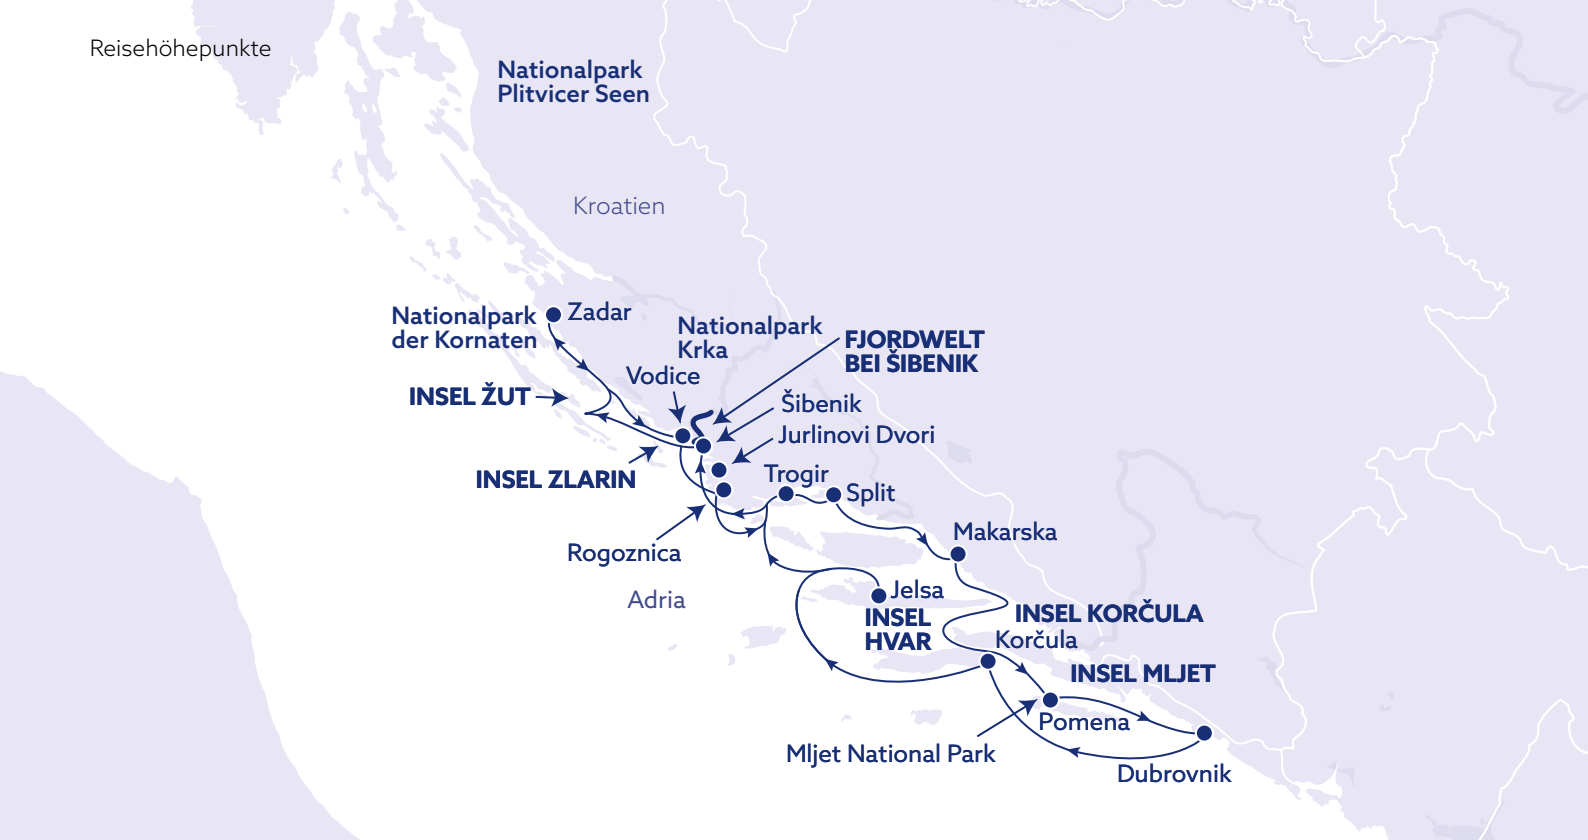 Reisehöhepunkte
Nationalpark
Plitvicer Seen
Kroatien
Nationalpark
der Kornaten
Zadar
Nationalpark
Krka
FJORDWELT
BEI ŠIBENIK
Vodice
INSEL ŽUT
Šibenik
Jurlinovi Dvori
INSEL ZLARIN
Trogir
Split
Makarska
Rogoznica
Adria
Jelsa
INSEL
HVAR
INSEL KORČULA
Korčula
INSEL MLJET
Pomena
Mljet National Park
Dubrovnik